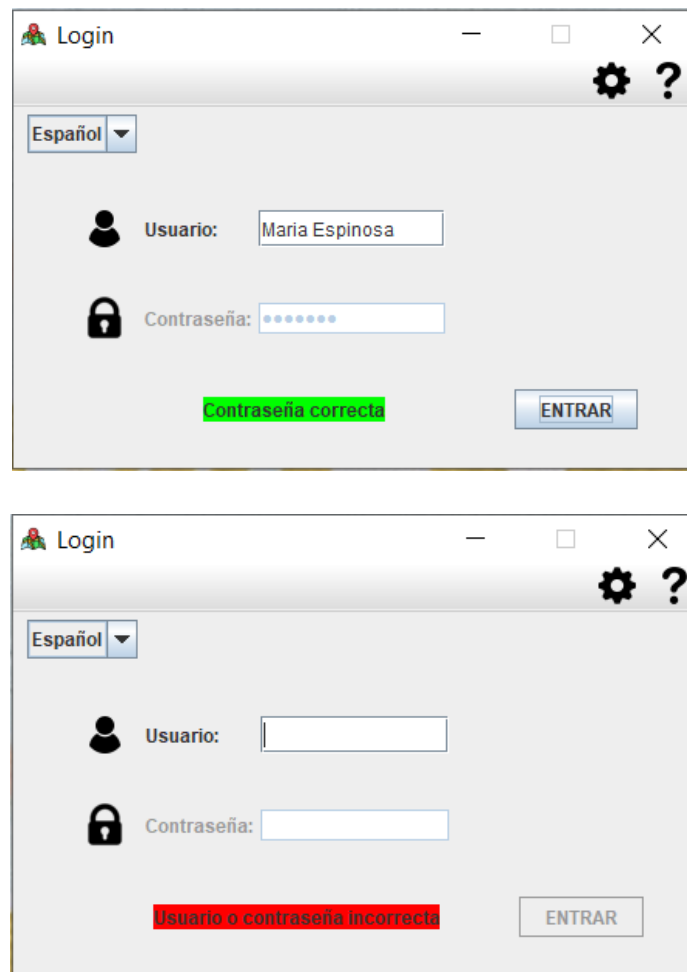 Login
?
Español
Usuario: Maria Espinosa
Contraseña: •••••••
Contraseña correcta
ENTRAR
Login
?
Español
Usuario:
Contraseña:
Usuario o contraseña incorrecta
ENTRAR